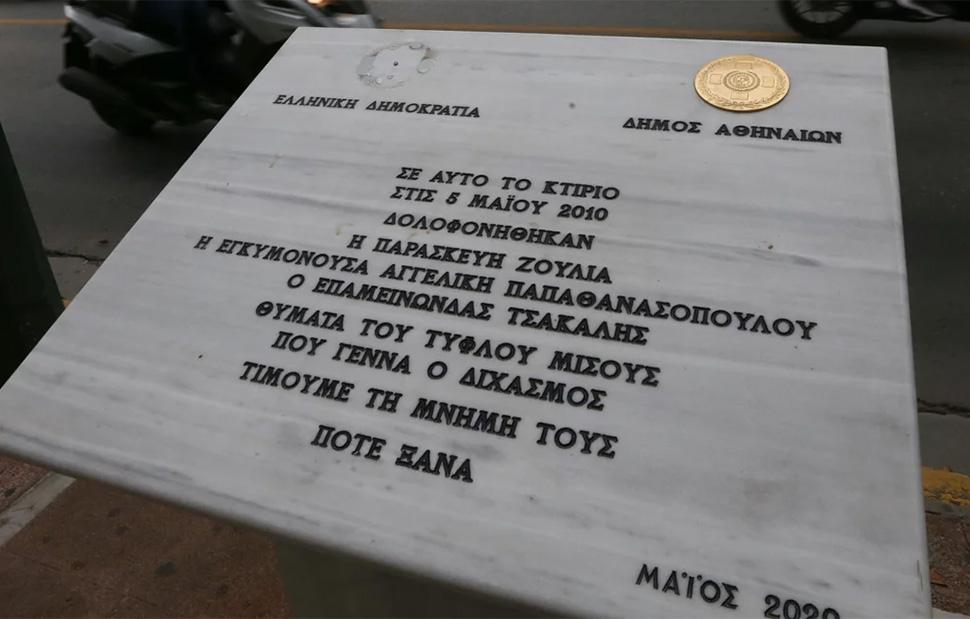 ΕΛΛΗΝΙΚΗ ΔΗΜΟΚΡΑΤΙΑ
ΔΗΜΟΣ ΑΘΗΝΑΙΩΝ
ΣΕ ΑΥΤΟ ΤΟ ΚΤΙΡΙΟ
ΣΤΙΣ 5 ΜΑΪΟΥ 2010
ΔΟΛΟΦΟΝΗΘΗΚΑΝ
Η ΠΑΡΑΣΚΕΥΗ ΖΟΥΛΙΑ
Η ΕΓΚΥΜΟΝΟΥΣΑ ΑΓΓΕΛΙΚΗ ΠΑΠΑΘΑΝΑΣΟΠΟΥΛΟΥ
Ο ΕΠΑΜΕΙΝΩΝΔΑΣ ΤΣΑΚΑΛΗΣ
ΘΥΜΑΤΑ ΤΟΥ ΤΥΦΛΟΥ ΜΙΣΟΥΣ
ΠΟΥ ΓΕΝΝΑ Ο ΔΙΧΑΣΜΟΣ
ΤΙΜΟΥΜΕ ΤΗ ΜΝΗΜΗ ΤΟΥΣ
ΠΟΤΕ ΞΑΝΑ
ΜΑΪΟΣ 2020